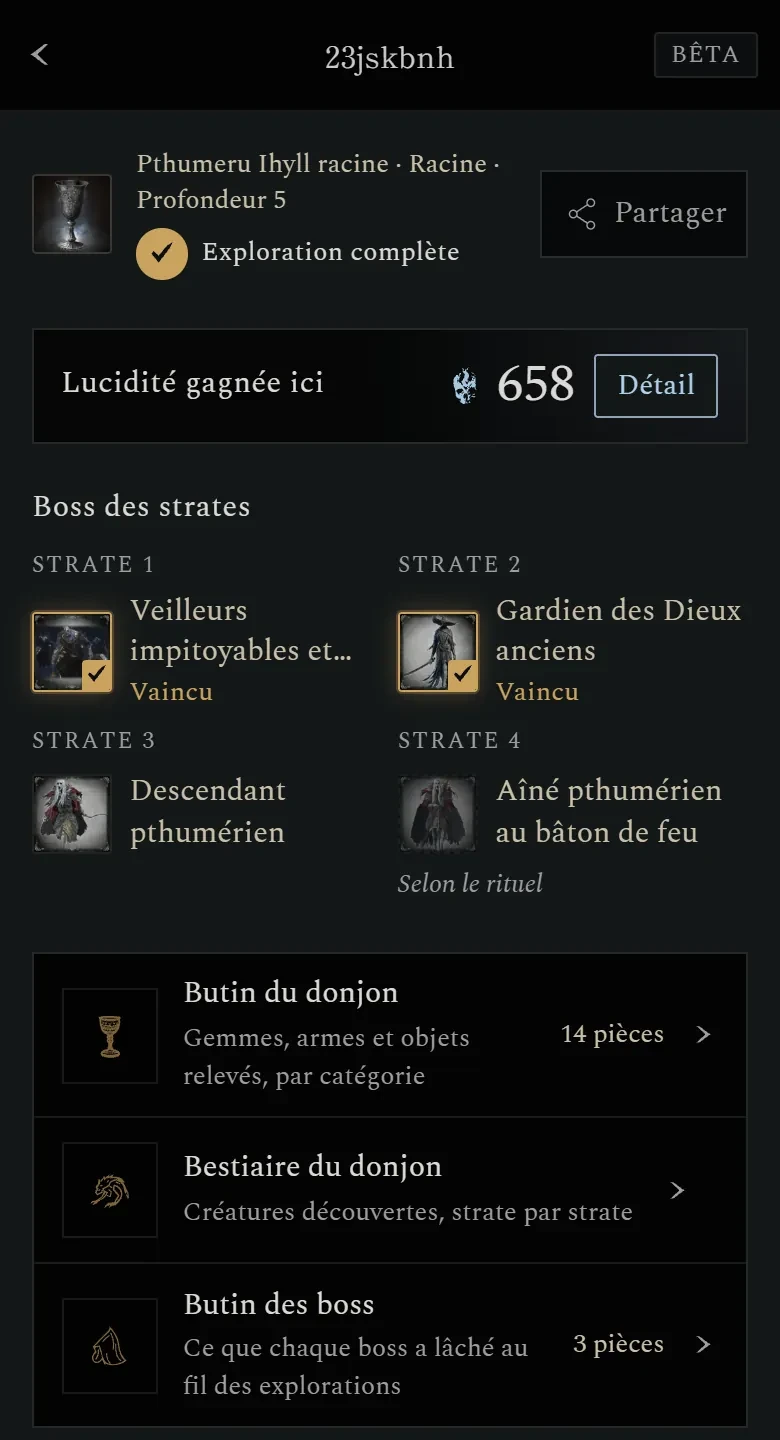 23jskbnh
BÊTA
Pthumeru Ihyll racine · Racine ·
Profondeur 5
Exploration complète
Partager
Lucidité gagnée ici
658
Détail
Boss des strates
STRATE 1
Veilleurs
impitoyables et...
Vaincu
STRATE 2
Gardien des Dieux
anciens
Vaincu
STRATE 3
Descendant
pthumérien
STRATE 4
Aîné pthumérien
au bâton de feu
Selon le rituel
Butin du donjon
Gemmes, armes et objets
relevés, par catégorie
14 pièces
Bestiaire du donjon
Créatures découvertes, strate par strate
Butin des boss
Ce que chaque boss a lâché au
fil des explorations
3 pièces